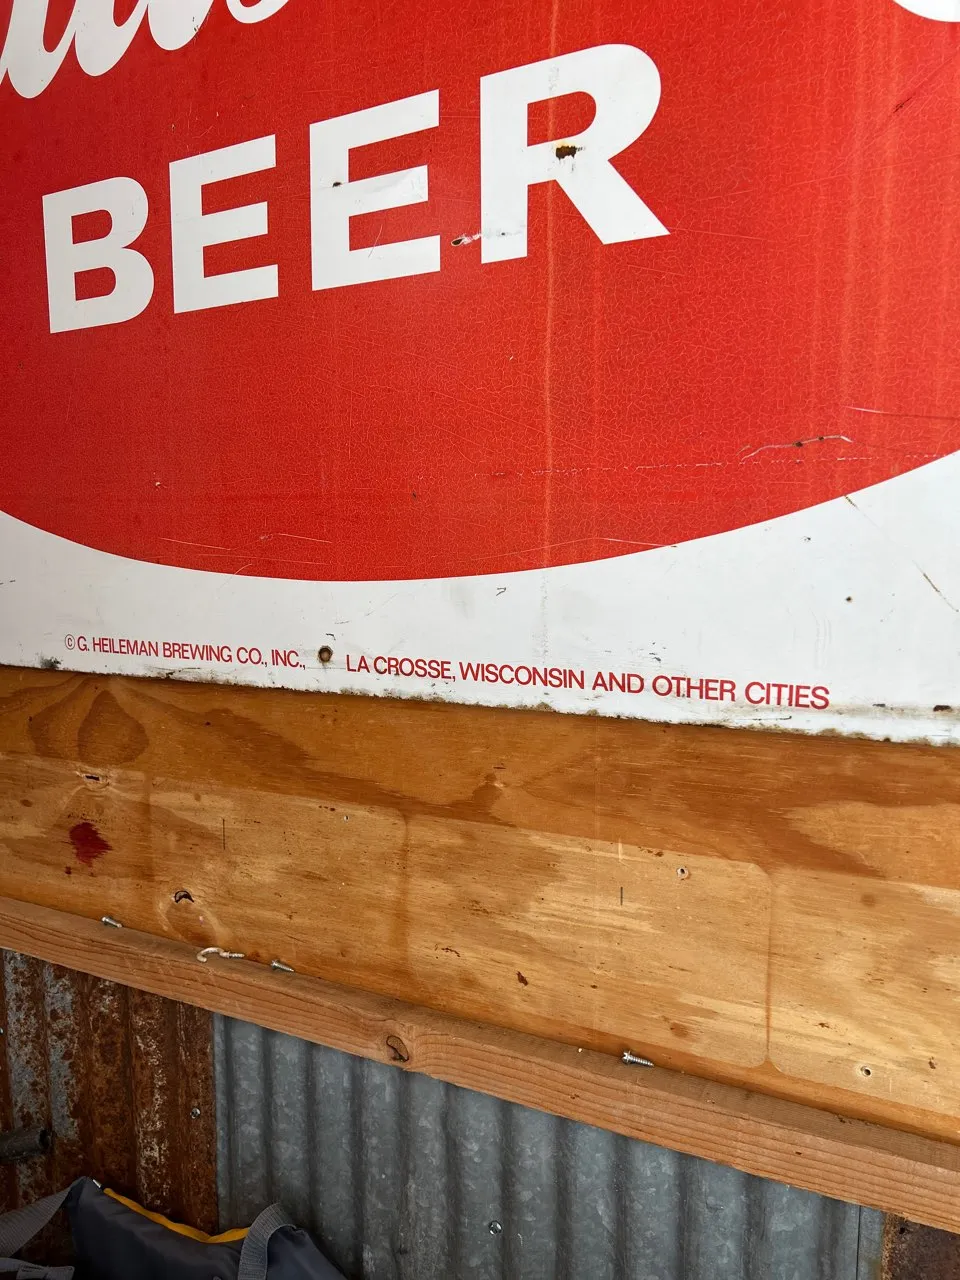 BEER
© G. HEILEMAN BREWING CO., INC., LA CROSSE, WISCONSIN AND OTHER CITIES